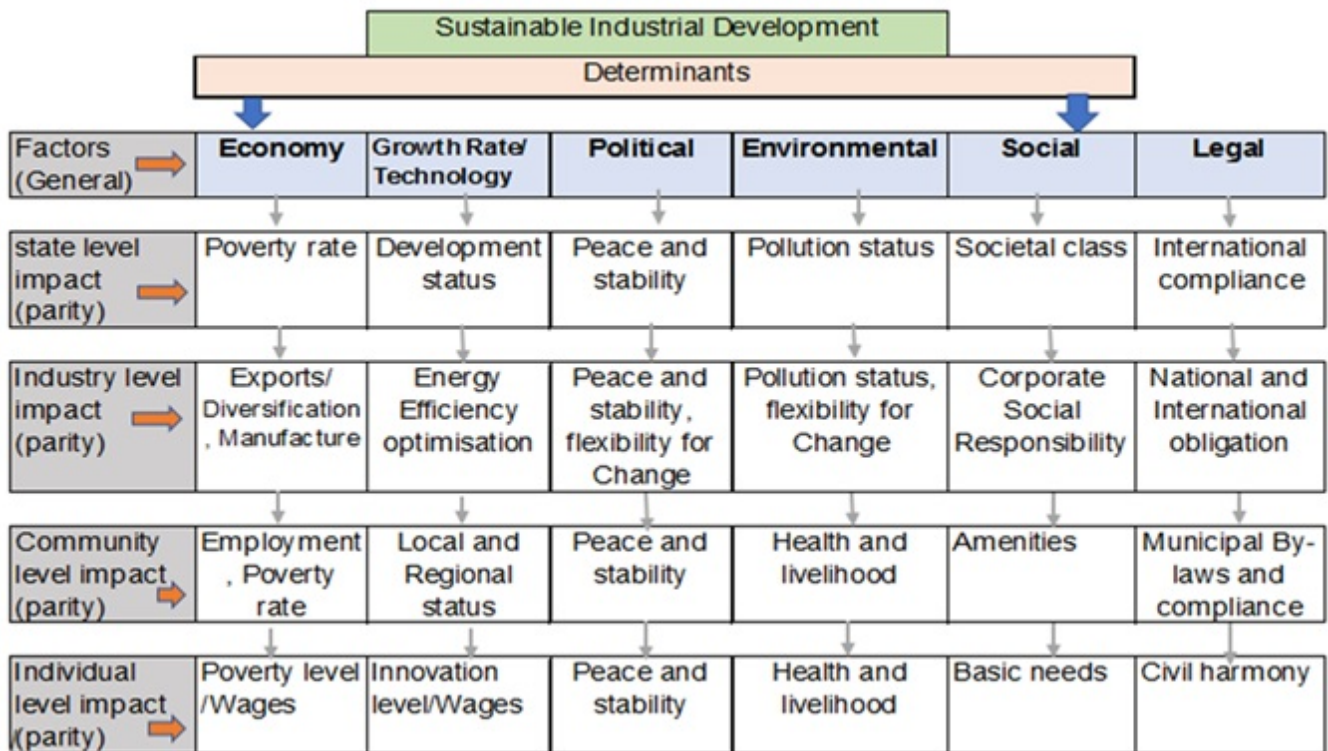 Sustainable Industrial Development
Determinants
Factors
(General)
Economy
Growth Rate/
Technology
Political
Environmental
Social
Legal
state level
impact
(parity)
Poverty rate
Development
status
Peace and
stability
Pollution status
Societal class
International
compliance
Industry level
impact
(parity)
Exports/
Diversification
, Manufacture
Energy
Efficiency
optimisation
Peace and
stability,
flexibility for
Change
Pollution status,
flexibility for
Change
Corporate
Social
Responsibility
National and
International
obligation
Community
level impact
(parity)
Employment
, Poverty
rate
Local and
Regional
status
Peace and
stability
Health and
livelihood
Amenities
Municipal By-
laws and
compliance
Individual
level impact
(parity)
Poverty level
/Wages
Innovation
level/Wages
Peace and
stability
Health and
livelihood
Basic needs
Civil harmony